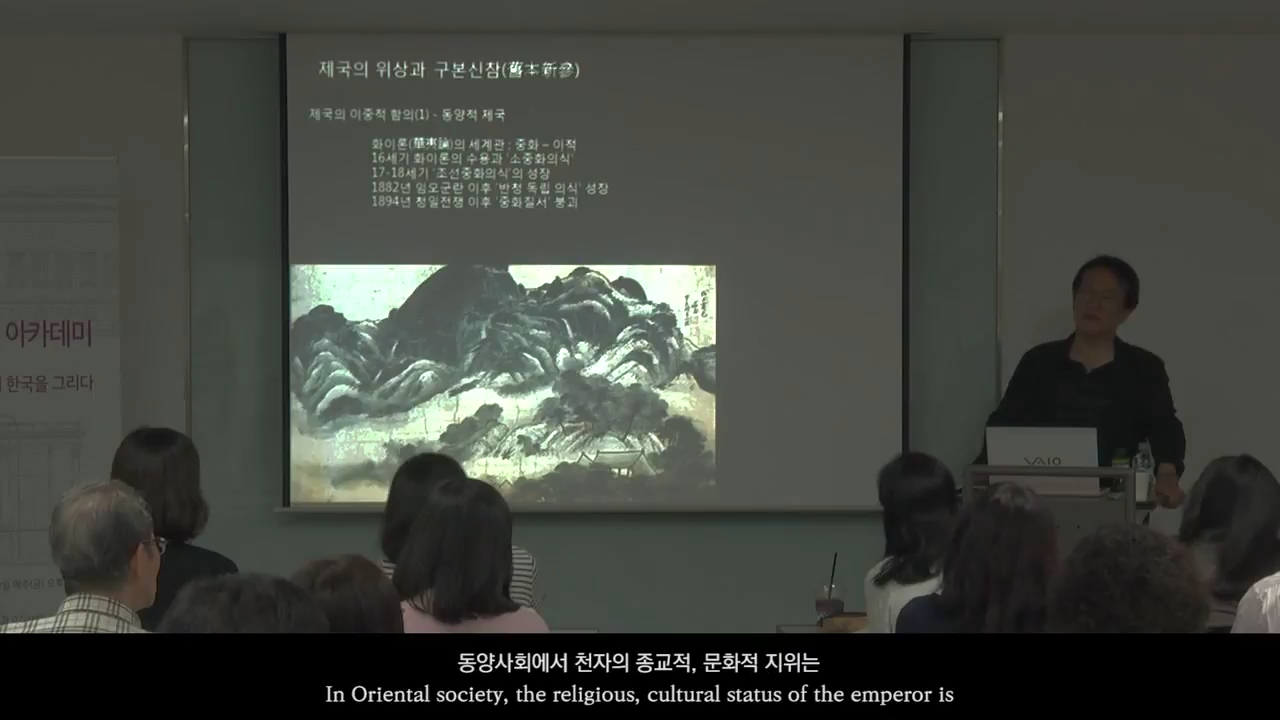 제국의 위상과 구본신참(舊本新參)
제국의 이중적 함의(1) - 동양적 제국
화이론(華夷論)의 세계관 : 중화 – 이적
16세기 화이론의 수용과 '소중화의식'
17-18세기 '조선중화의식'의 성장
1882년 임오군란 이후 '반청 독립 의식' 성장
1894년 청일전쟁 이후 '중화질서' 붕괴
아카데미
한국을 그리다
VAIO
동양사회에서 천자의 종교적, 문화적 지위는
In Oriental society, the religious, cultural status of the emperor is